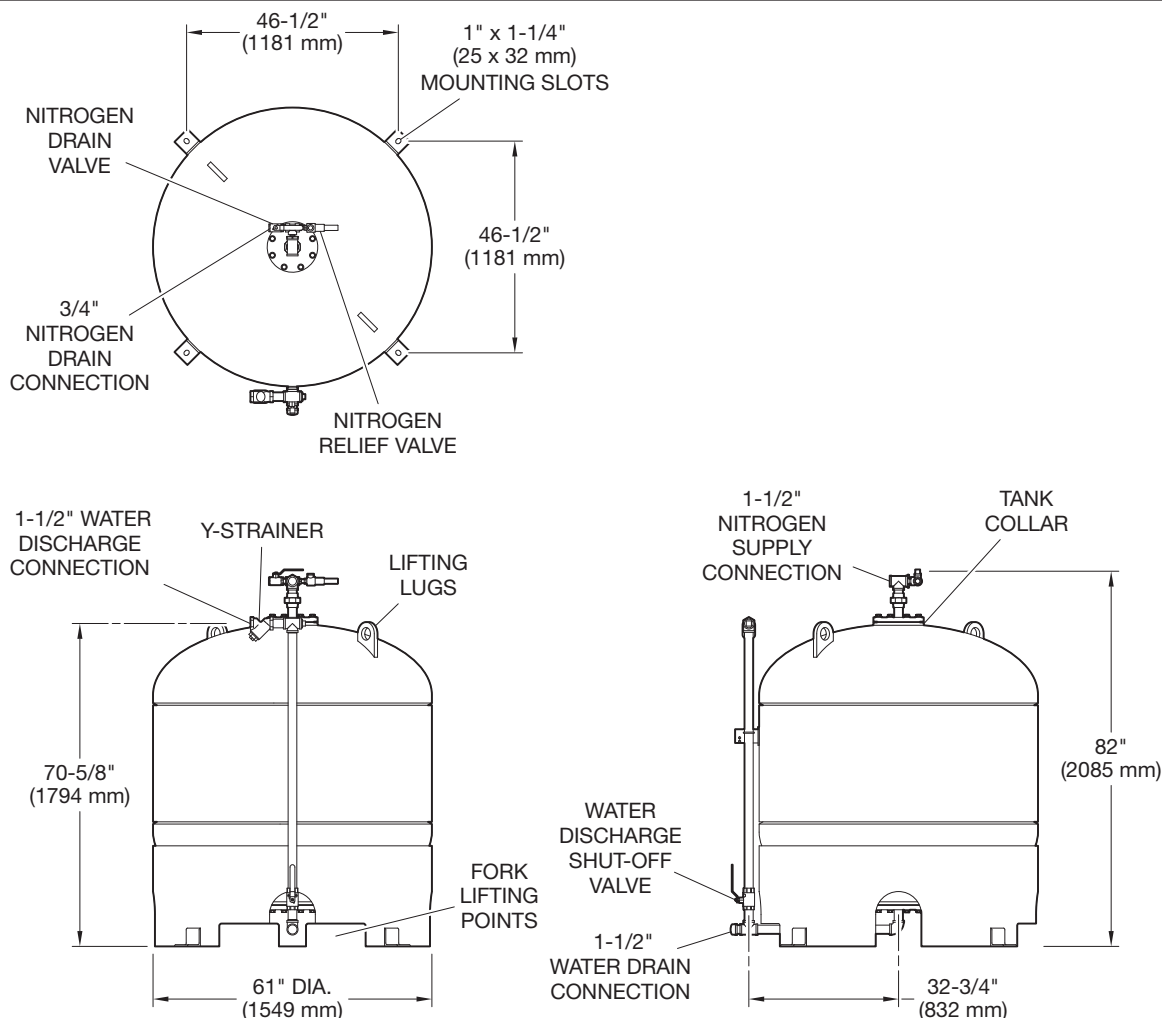 46-1/2"
(1181 mm)
1" x 1-1/4"
(25 x 32 mm)
MOUNTING SLOTS
NITROGEN
DRAIN
VALVE
46-1/2"
(1181 mm)
3/4"
NITROGEN
DRAIN
CONNECTION
NITROGEN
RELIEF VALVE
1-1/2" WATER
DISCHARGE
CONNECTION
Y-STRAINER
LIFTING
LUGS
70-5/8"
(1794 mm)
FORK
LIFTING
POINTS
61" DIA.
(1549 mm)
1-1/2"
NITROGEN
SUPPLY
CONNECTION
TANK
COLLAR
82"
(2085 mm)
WATER
DISCHARGE
SHUT-OFF
VALVE
1-1/2"
WATER DRAIN
CONNECTION
32-3/4"
(832 mm)